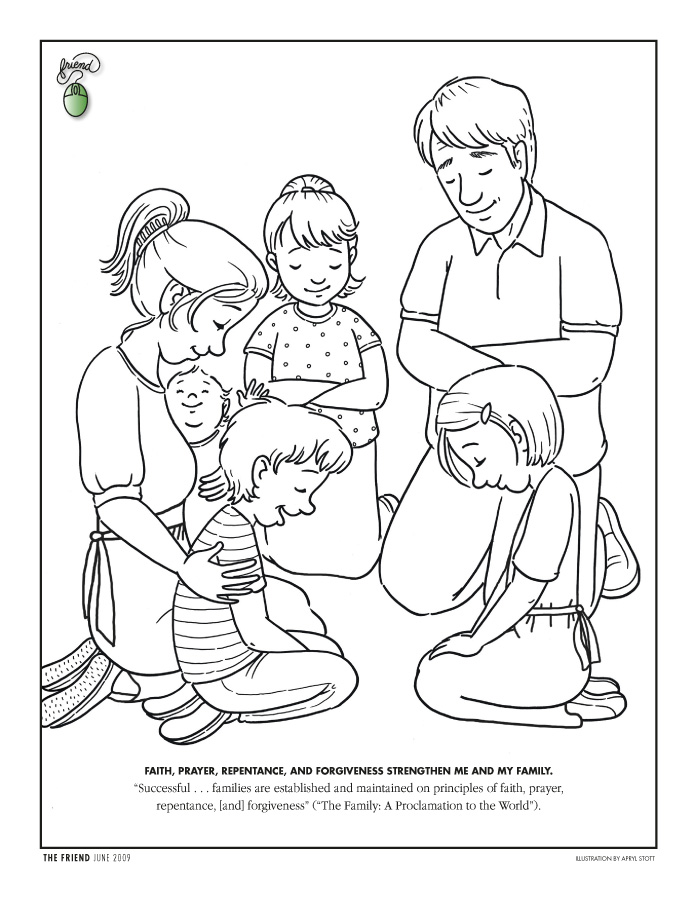 friend
FAITH, PRAYER, REPENTANCE, AND FORGIVENESS STRENGTHEN ME AND MY FAMILY.
“Successful . . . families are established and maintained on principles of faith, prayer,
repentance, [and] forgiveness” (“The Family: A Proclamation to the World”).
THE FRIEND JUNE 2009
ILLUSTRATION BY APRYL STOTT